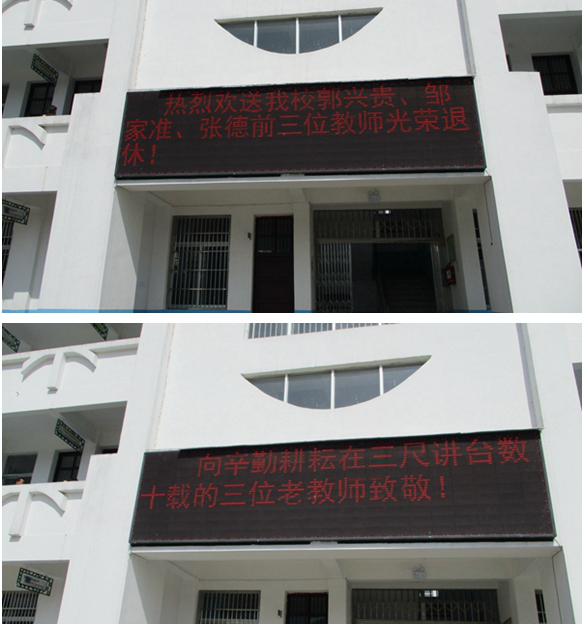 热烈欢送我校郭兴贵、邹
家准、张德前三位教师光荣退
休！
向辛勤耕耘在三尺讲台数
十载的三位老教师致敬！